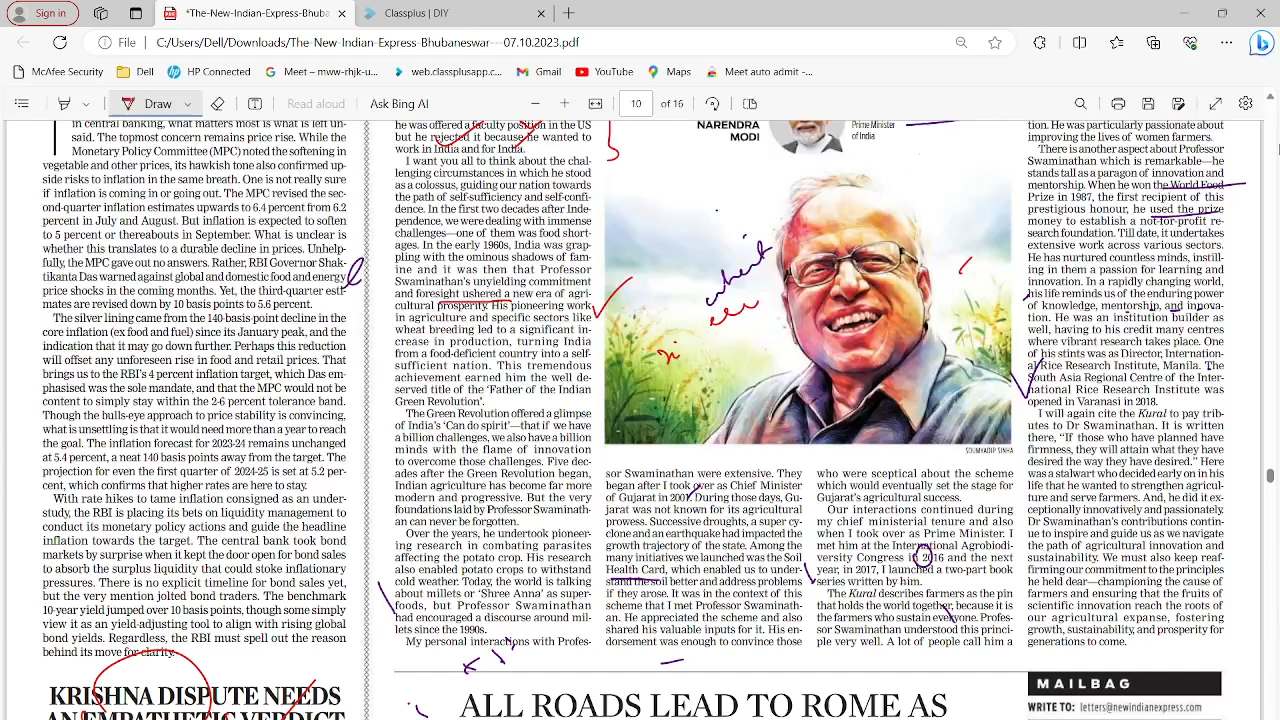 Sign in
*The-New-Indian-Express-Bhuba
Classplus | DIY
File
C:/Users/Dell/Downloads/The-New-Indian-Express-Bhubaneswar---07.10.2023.pdf
McAfee Security
Dell
HP Connected
Meet – mww-rhjk-u...
web.classplusapp.c...
Gmail
YouTube
Maps
Meet auto admit -...
Draw
Read aloud
Ask Bing AI
10
of 16
in central banking, what matters most is what is left un-
said. The topmost concern remains price rise. While the
Monetary Policy Committee (MPC) noted the softening in
vegetable and other prices, its hawkish tone also confirmed up-
side risks to inflation in the same breath. One is not really sure
if inflation is coming in or going out. The MPC revised the sec-
ond-quarter inflation estimates upwards to 6.4 percent from 6.2
percent in July and August. But inflation is expected to soften
to 5 percent or thereabouts in September. What is unclear is
whether this translates to a durable decline in prices. Unhelp-
fully, the MPC gave out no answers. Rather, RBI Governor Shak-
tikanta Das warned against global and domestic food and energy
price shocks in the coming months. Yet, the third-quarter esti-
mates are revised down by 10 basis points to 5.6 percent.
The silver lining came from the 140-basis-point decline in the
core inflation (ex food and fuel) since its January peak, and the
indication that it may go down further. Perhaps this reduction
will offset any unforeseen rise in food and retail prices. That
brings us to the RBI's 4 percent inflation target, which Das em-
phasised was the sole mandate, and that the MPC would not be
content to simply stay within the 2-6 percent tolerance band.
Though the bulls-eye approach to price stability is convincing,
what is unsettling is that it would need more than a year to reach
the goal. The inflation forecast for 2023-24 remains unchanged
at 5.4 percent, a neat 140 basis points away from the target. The
projection for even the first quarter of 2024-25 is set at 5.2 per-
cent, which confirms that higher rates are here to stay.
With rate hikes to tame inflation consigned as an under-
study, the RBI is placing its bets on liquidity management to
conduct its monetary policy actions and guide the headline
inflation towards the target. The central bank took bond
markets by surprise when it kept the door open for bond sales
to absorb the surplus liquidity that could stoke inflationary
pressures. There is no explicit timeline for bond sales yet,
but the very mention jolted bond traders. The benchmark
10-year yield jumped over 10 basis points, though some simply
view it as an yield-adjusting tool to align with rising global
bond yields. Regardless, the RBI must spell out the reason
behind its move for clarity.
KRISHNA DISPUTE NEEDS
AN EMPATHETIC VERDICT
he was offered a faculty position in the US
but he rejected it because he wanted to
work in India and for India.
I want you all to think about the chal-
lenging circumstances in which he stood
as a colossus, guiding our nation towards
the path of self-sufficiency and self-confi-
dence. In the first two decades after Inde-
pendence, we were dealing with immense
challenges—one of them was food short-
ages. In the early 1960s, India was grap-
pling with the ominous shadows of fam-
ine and it was then that Professor
Swaminathan's unyielding commitment
and foresight ushered a new era of agri-
cultural prosperity. His pioneering work
in agriculture and specific sectors like
wheat breeding led to a significant in-
crease in production, turning India
from a food-deficient country into a self-
sufficient nation. This tremendous
achievement earned him the well de-
served title of the 'Father of the Indian
Green Revolution'.
The Green Revolution offered a glimpse
of India's 'Can do spirit'—that if we have
a billion challenges, we also have a billion
minds with the flame of innovation
to overcome those challenges. Five dec-
ades after the Green Revolution began,
Indian agriculture has become far more
modern and progressive. But the very
foundations laid by Professor Swaminath-
an can never be forgotten.
Over the years, he undertook pioneer-
ing research in combating parasites
affecting the potato crop. His research
also enabled potato crops to withstand
cold weather. Today, the world is talking
about millets or 'Shree Anna' as super-
foods, but Professor Swaminathan
had encouraged a discourse around mil-
lets since the 1990s.
My personal interactions with Profes-
NARENDRA
MODI
Prime Minister
of India
SOUMYADIP SINHA
sor Swaminathan were extensive. They
began after I took over as Chief Minister
of Gujarat in 2001. During those days, Gu-
jarat was not known for its agricultural
prowess. Successive droughts, a super cy-
clone and an earthquake had impacted the
growth trajectory of the state. Among the
many initiatives we launched was the Soil
Health Card, which enabled us to under-
stand the soil better and address problems
if they arose. It was in the context of this
scheme that I met Professor Swaminath-
an. He appreciated the scheme and also
shared his valuable inputs for it. His en-
dorsement was enough to convince those
who were sceptical about the scheme
which would eventually set the stage for
Gujarat's agricultural success.
Our interactions continued during
my chief ministerial tenure and also
when I took over as Prime Minister. I
met him at the International Agrobiodi-
versity Congress in 2016 and the next
year, in 2017, I launched a two-part book
series written by him.
The Kural describes farmers as the pin
that holds the world together, because it is
the farmers who sustain everyone. Profes-
sor Swaminathan understood this princi-
ple very well. A lot of people call him a
tion. He was particularly passionate about
improving the lives of women farmers.
There is another aspect about Professor
Swaminathan which is remarkable—he
stands tall as a paragon of innovation and
mentorship. When he won the World Food
Prize in 1987, the first recipient of this
prestigious honour, he used the prize
money to establish a not-for-profit re-
search foundation. Till date, it undertakes
extensive work across various sectors.
He has nurtured countless minds, instill-
ing in them a passion for learning and
innovation. In a rapidly changing world,
his life reminds us of the enduring power
of knowledge, mentorship, and innova-
tion. He was an institution builder as
well, having to his credit many centres
where vibrant research takes place. One
of his stints was as Director, Internation-
al Rice Research Institute, Manila. The
South Asia Regional Centre of the Inter-
national Rice Research Institute was
opened in Varanasi in 2018.
I will again cite the Kural to pay trib-
utes to Dr Swaminathan. It is written
there, "If those who have planned have
firmness, they will attain what they have
desired the way they have desired." Here
was a stalwart who decided early on in his
life that he wanted to strengthen agricul-
ture and serve farmers. And, he did it ex-
ceptionally innovatively and passionately.
Dr Swaminathan's contributions contin-
ue to inspire and guide us as we navigate
the path of agricultural innovation and
sustainability. We must also keep reaf-
firming our commitment to the principles
he held dear—championing the cause of
farmers and ensuring that the fruits of
scientific innovation reach the roots of
our agricultural expanse, fostering
growth, sustainability, and prosperity for
generations to come.
ALL ROADS LEAD TO ROME AS
MAILBAG
WRITE TO: letters@newindianexpress.com